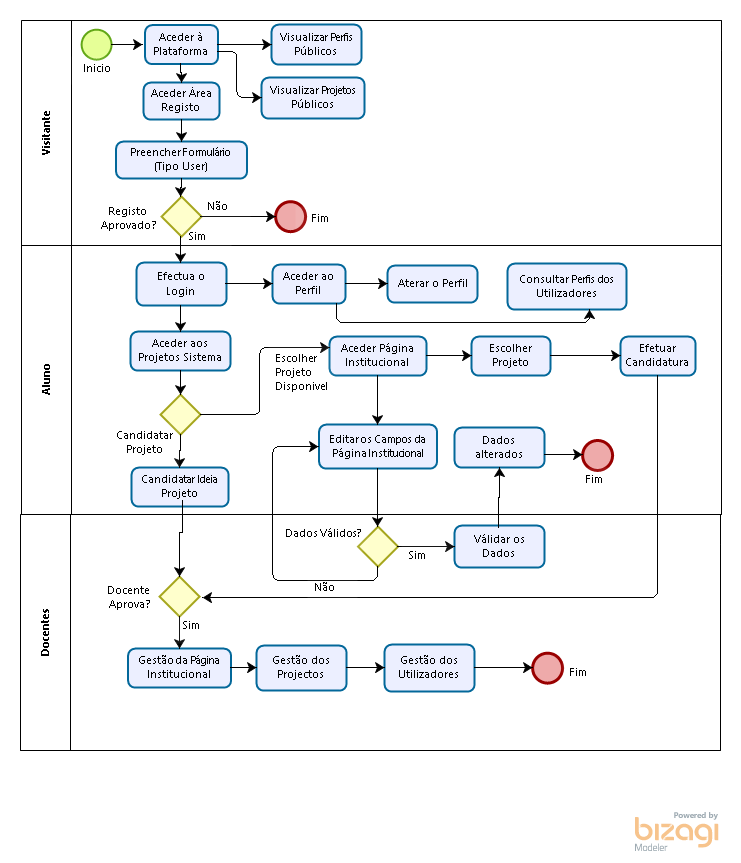 Visitante
Inicio
Aceder à
Plataforma
Visualizar Perfis
Públicos
Visualizar Projetos
Públicos
Aceder Área
Registo
Preencher Formulário
(Tipo User)
Registo
Aprovado?
Não
Fim
Sim
Aluno
Efectua o
Login
Aceder ao
Perfil
Aterar o Perfil
Consultar Perfis dos
Utilizadores
Aceder aos
Projetos Sistema
Escolher
Projeto
Disponivel
Aceder Página
Institucional
Escolher
Projeto
Efetuar
Candidatura
Candidatar
Projeto
Editar os Campos da
Página Institucional
Dados
alterados
Fim
Candidatar Ideia
Projeto
Docentes
Dados Válidos?
Sim
Válidar os
Dados
Não
Docente
Aprova?
Sim
Gestão da Página
Institucional
Gestão dos
Projectos
Gestão dos
Utilizadores
Fim
Powered by
bizagi
Modeler